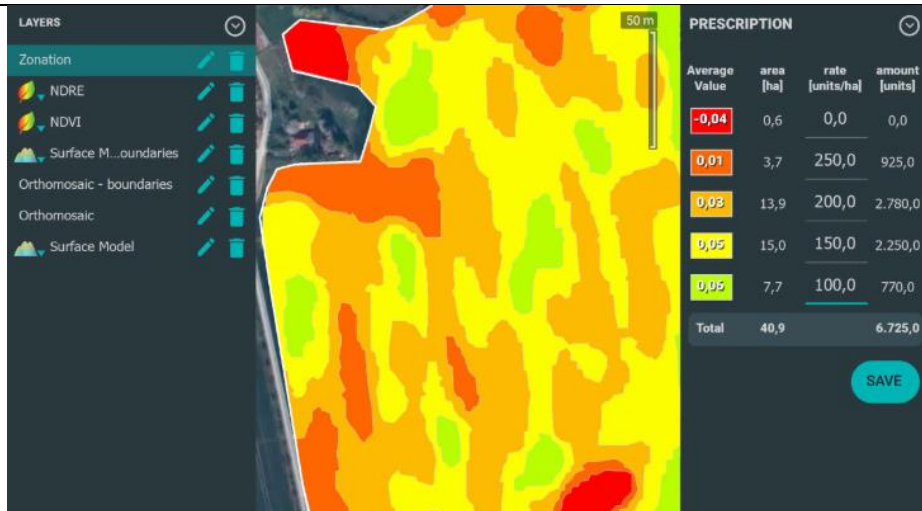 LAYERS
Zonation
NDRE
NDVI
Surface M...oundaries
Orthomosaic - boundaries
Orthomosaic
Surface Model
50 m
PRESCRIPTION
Average Value area [ha] rate [units/ha] amount [units]
-0,04 0,6 0,0 0,0
0,01 3,7 250,0 925,0
0,03 13,9 200,0 2.780,0
0,05 15,0 150,0 2.250,0
0,06 7,7 100,0 770,0
Total 40,9 6.725,0
SAVE